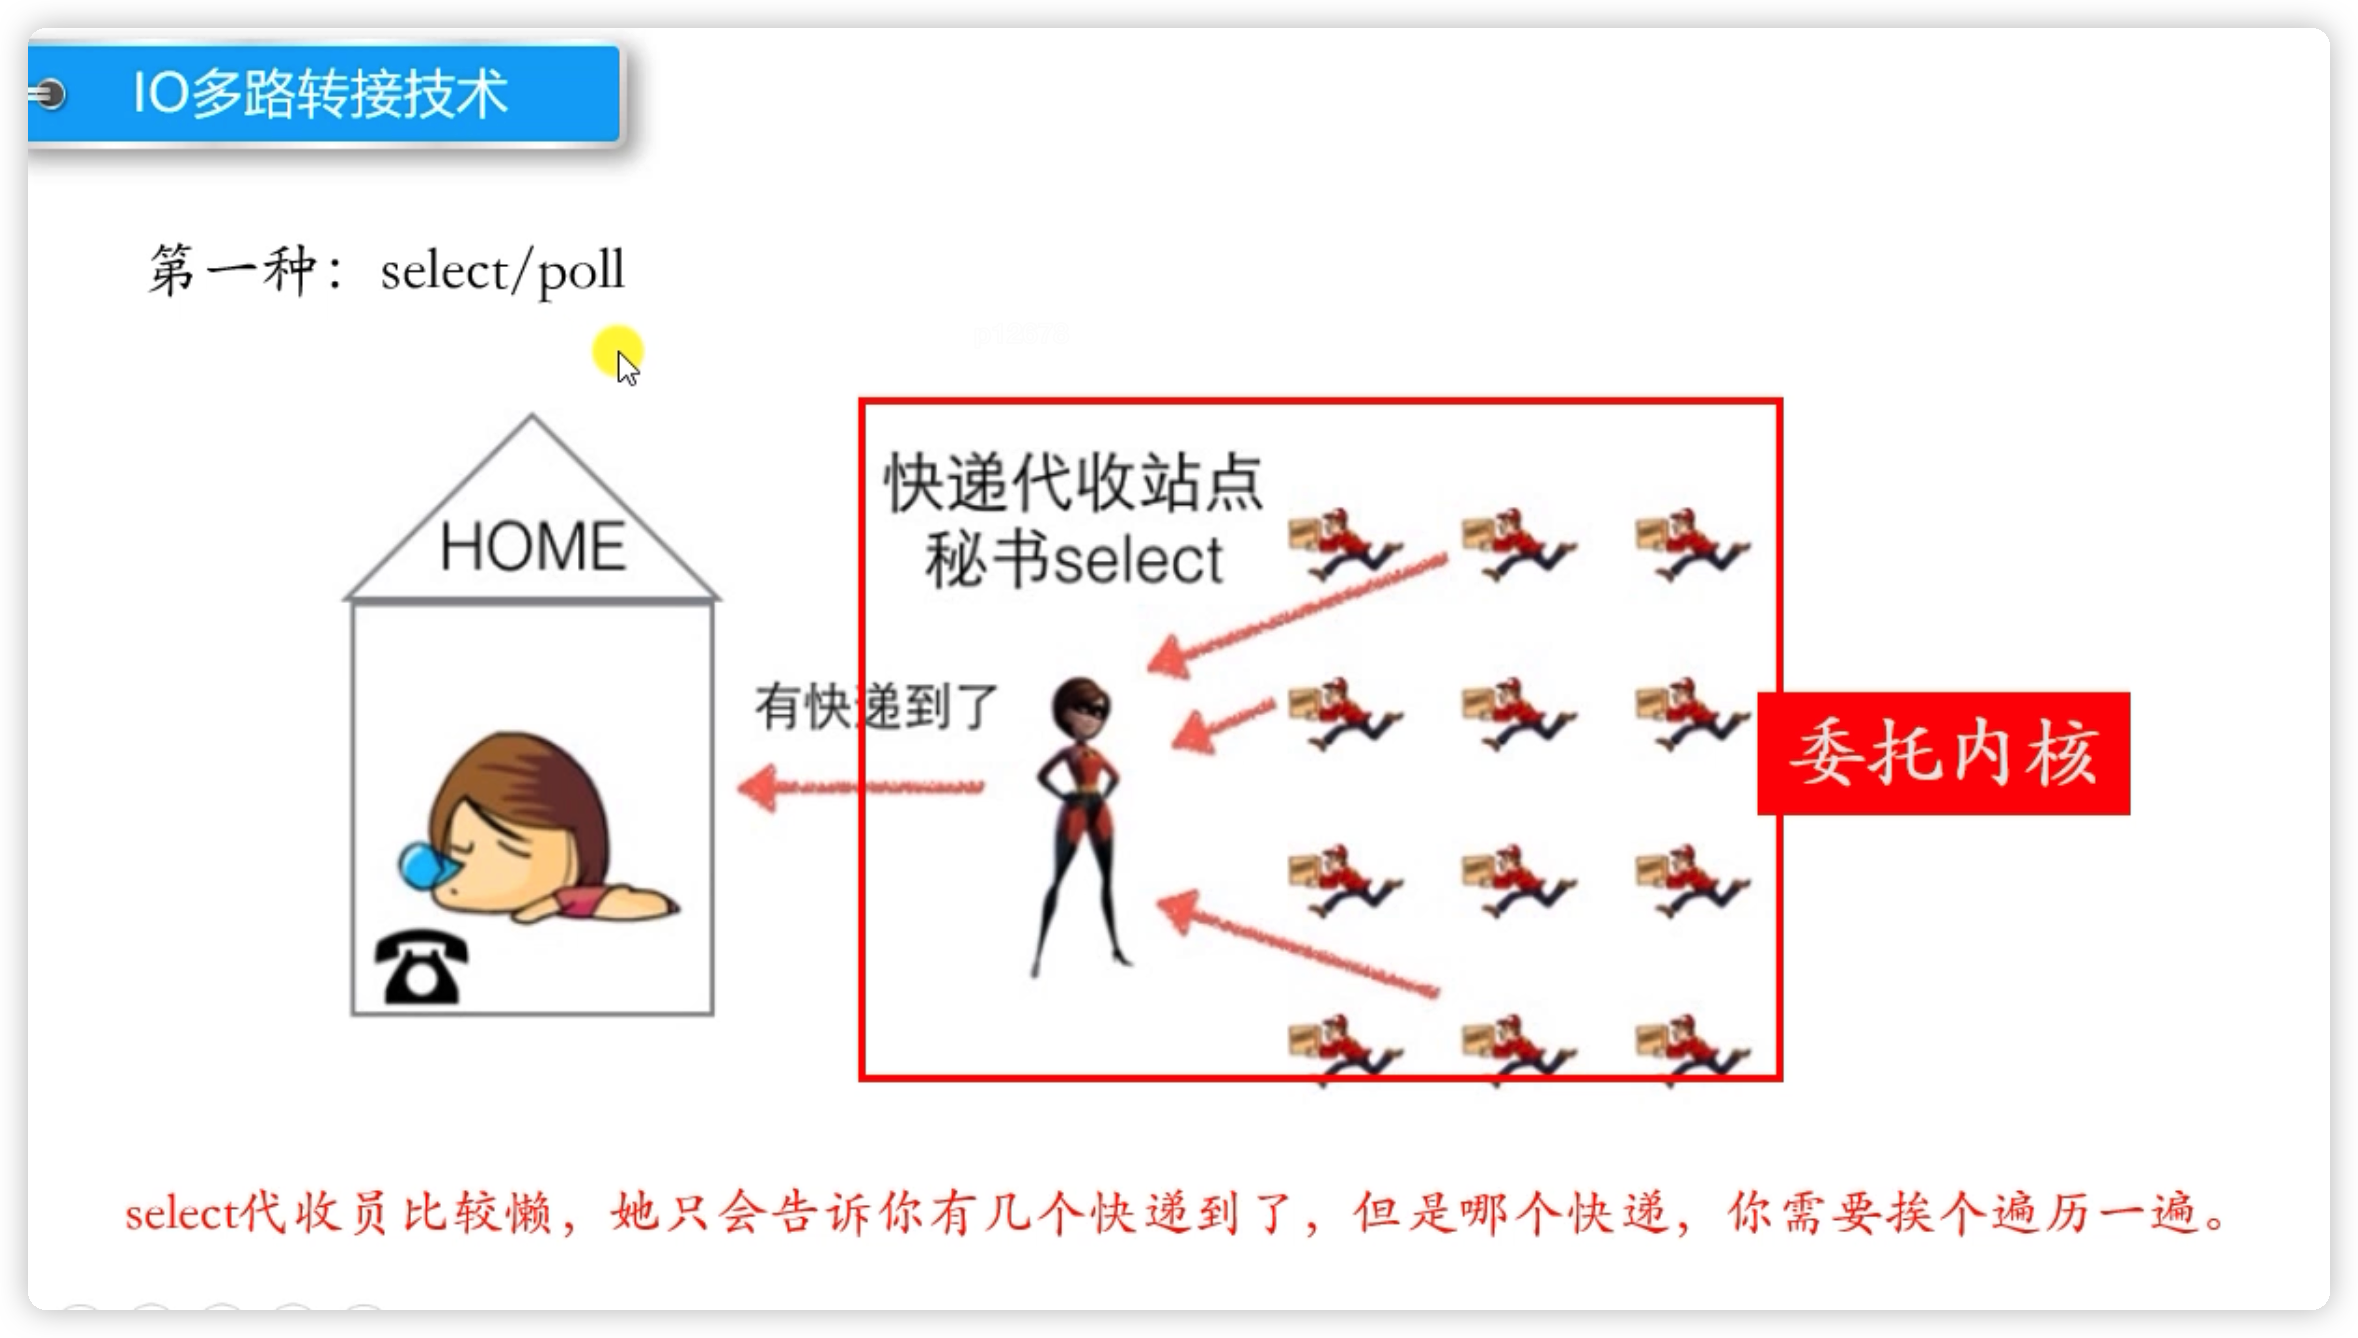 IO多路转接技术
第一种：select/poll
快递代收站点
秘书select
HOME
有快递到了
委托内核
select代收员比较懒，她只会告诉你有几个快递到了，但是哪个快递，你需要挨个遍历一遍。